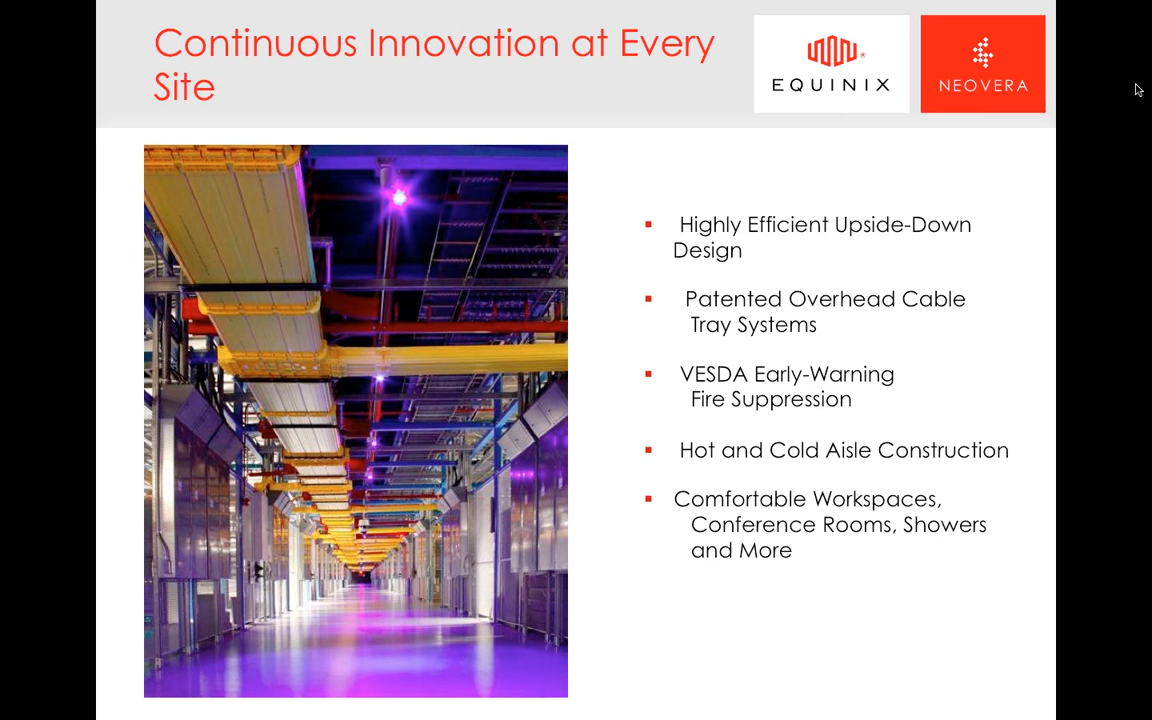 Continuous Innovation at Every
Site
EQUINIX
NEOVERA
Highly Efficient Upside-Down
Design
Patented Overhead Cable
Tray Systems
VESDA Early-Warning
Fire Suppression
Hot and Cold Aisle Construction
Comfortable Workspaces,
Conference Rooms, Showers
and More